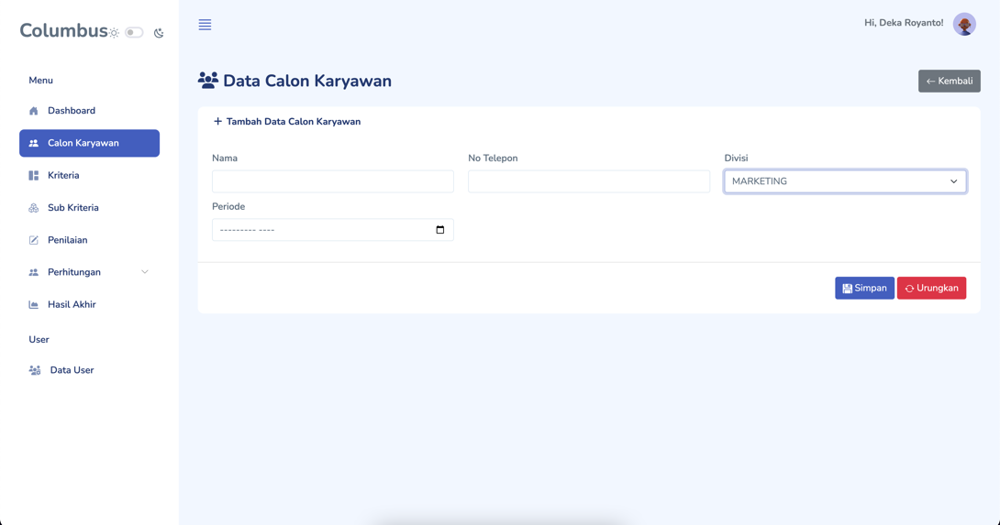 Columbus
Hi, Deka Royanto!
Menu
Dashboard
Calon Karyawan
Kriteria
Sub Kriteria
Penilaian
Perhitungan
Hasil Akhir
User
Data User
Data Calon Karyawan
Kembali
Tambah Data Calon Karyawan
Nama
No Telepon
Divisi
MARKETING
Periode
--------- ----
Simpan
Urungkan